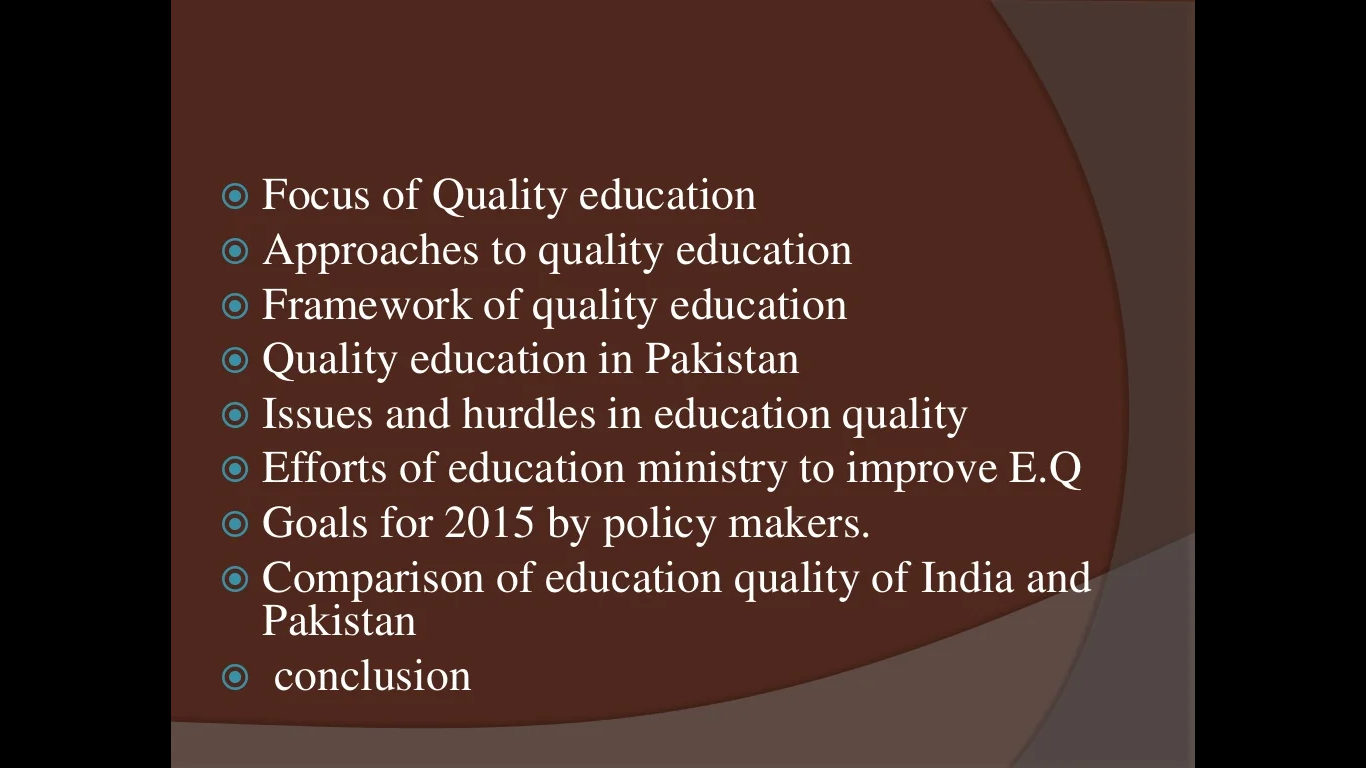 Focus of Quality education
Approaches to quality education
Framework of quality education
Quality education in Pakistan
Issues and hurdles in education quality
Efforts of education ministry to improve E.Q
Goals for 2015 by policy makers.
Comparison of education quality of India and
Pakistan
conclusion